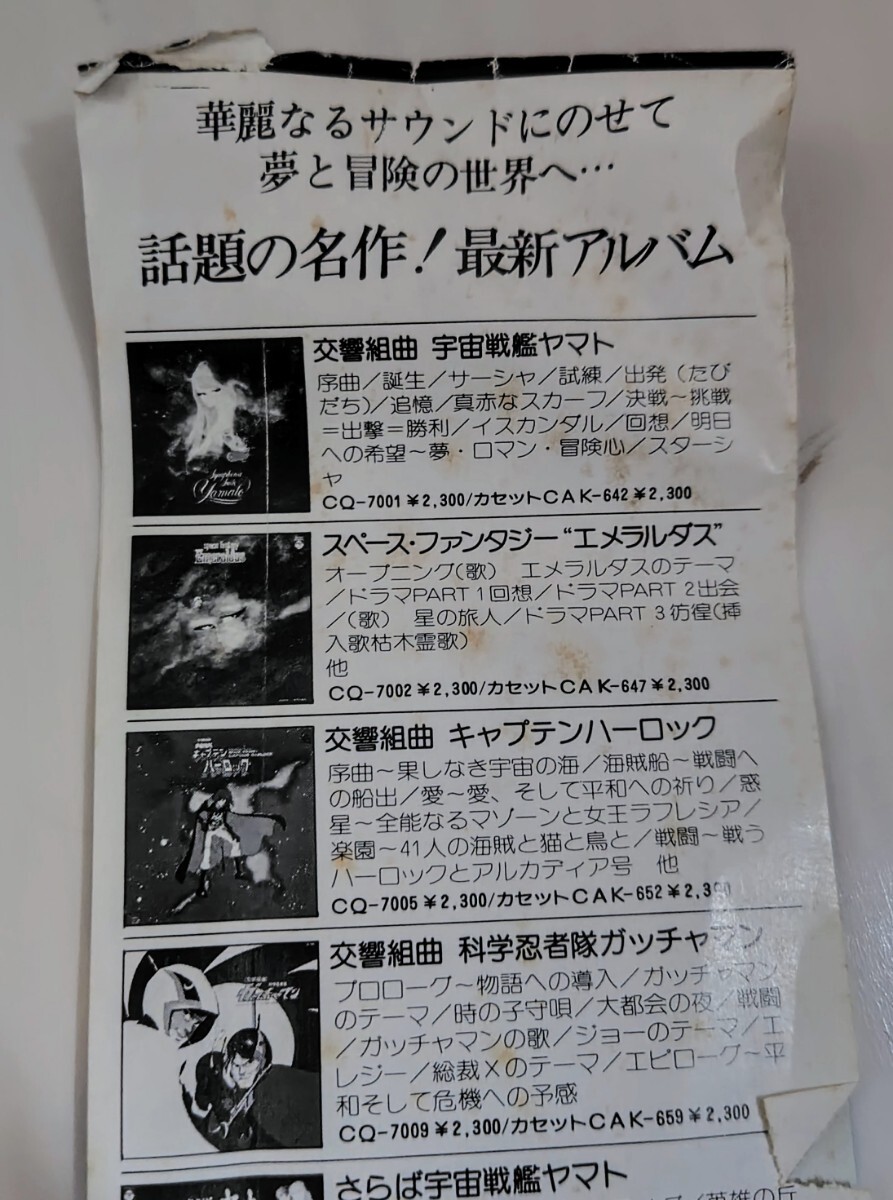 華麗なるサウンドにのせて
夢と冒険の世界へ…
話題の名作！最新アルバム
交響組曲 宇宙戦艦ヤマト
序曲／誕生／サーシャ／試練／出発（たび
だち）／追憶／真赤なスカーフ／決戦～挑戦
＝出撃＝勝利／イスカンダル／回想／明日
への希望～夢・ロマン・冒険心／スターシ
ャ
CQ-7001￥2,300/カセットCAK-642￥2,300
Symphonic Suite
Yamato
スペース・ファンタジー“エメラルダス”
オープニング（歌）　エメラルダスのテーマ
／ドラマPART 1回想／ドラマPART 2出会
／（歌）　星の旅人／ドラマPART 3彷徨（挿
入歌枯木霊歌）
他
CQ-7002￥2,300/カセットCAK-647￥2,300
交響組曲 キャプテンハーロック
序曲～果しなき宇宙の海／海賊船～戦闘へ
の船出／愛～愛、そして平和への祈り／惑
星～全能なるマゾーンと女王ラフレシア／
楽園～41人の海賊と猫と鳥と／戦闘～戦う
ハーロックとアルカディア号　他
CQ-7005￥2,300/カセットCAK-652￥2,300
キャプテン
ハーロック
交響組曲 科学忍者隊ガッチャマン
プロローグ～物語への導入／ガッチャマン
のテーマ／時の子守唄／大都会の夜／戦闘
／ガッチャマンの歌／ジョーのテーマ／エ
レジー／総裁Xのテーマ／エピローグ～平
和そして危機への予感
CQ-7009￥2,300/カセットCAK-659￥2,300
ガッチャマン
さらば宇宙戦艦ヤマト